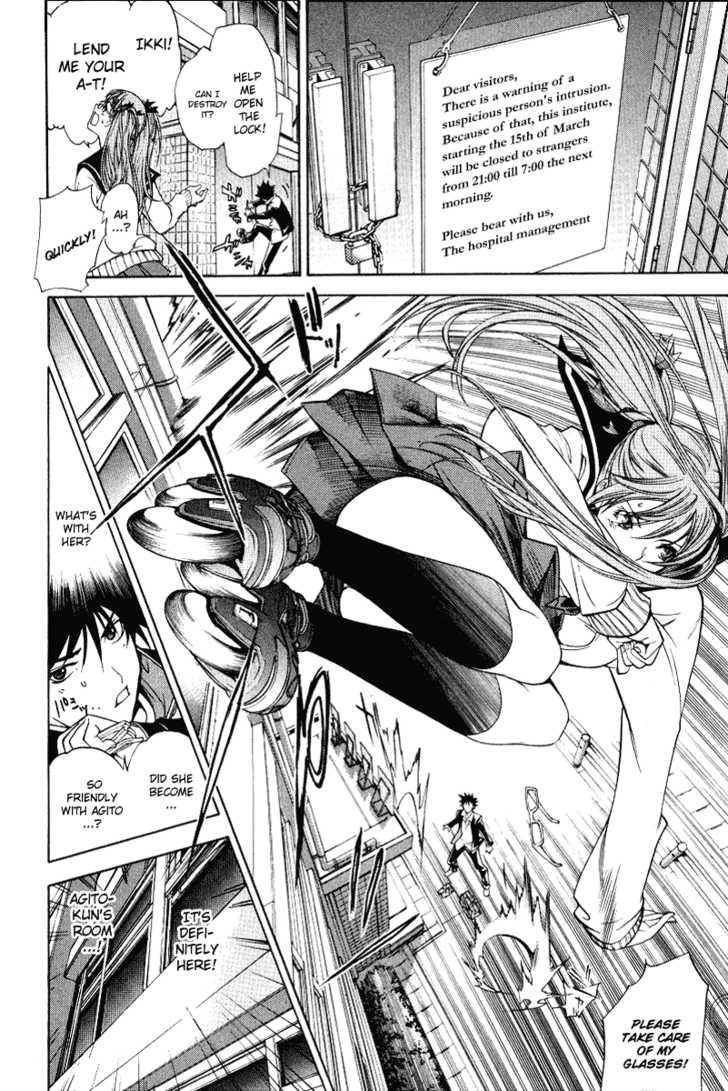 Dear visitors,
There is a warning of a
suspicious person's intrusion.
Because of that, this institute,
starting the 15th of March
will be closed to strangers
from 21:00 till 7:00 the next
morning.
Please bear with us,
The hospital management
HELP
ME
OPEN
THE
LOCK!
CAN I
DESTROY
IT?
IKKI!
LEND
ME YOUR
A-T!
AH
...?
QUICKLY!
WHAT'S
WITH
HER?
DID SHE
BECOME
...
SO
FRIENDLY
WITH AGITO
...?
PLEASE
TAKE CARE
OF MY
GLASSES!
IT'S
DEFI-
NITELY
HERE!
AGITO-
KUN'S
ROOM
....!